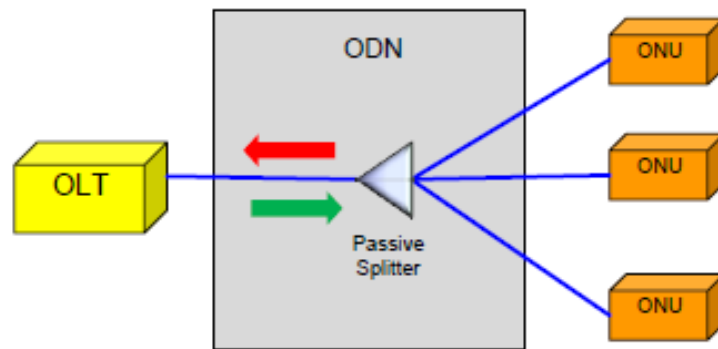 ODN
ONU
OLT
ONU
Passive
Splitter
ONU